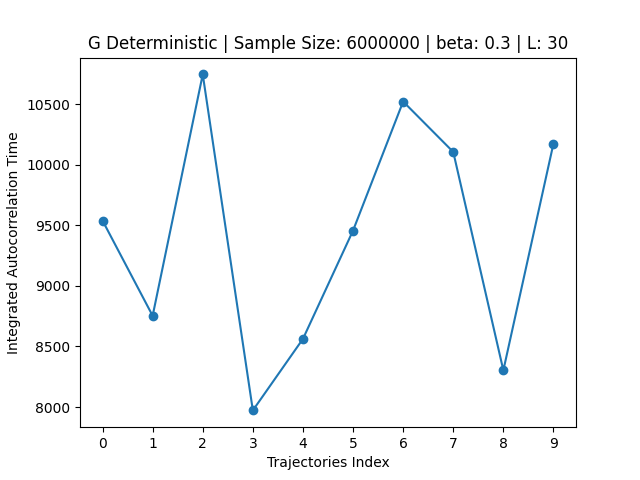 G Deterministic | Sample Size: 6000000 | beta: 0.3 | L: 30
Integrated Autocorrelation Time
10500
10000
9500
9000
8500
8000
0 1 2 3 4 5 6 7 8 9
Trajectories Index